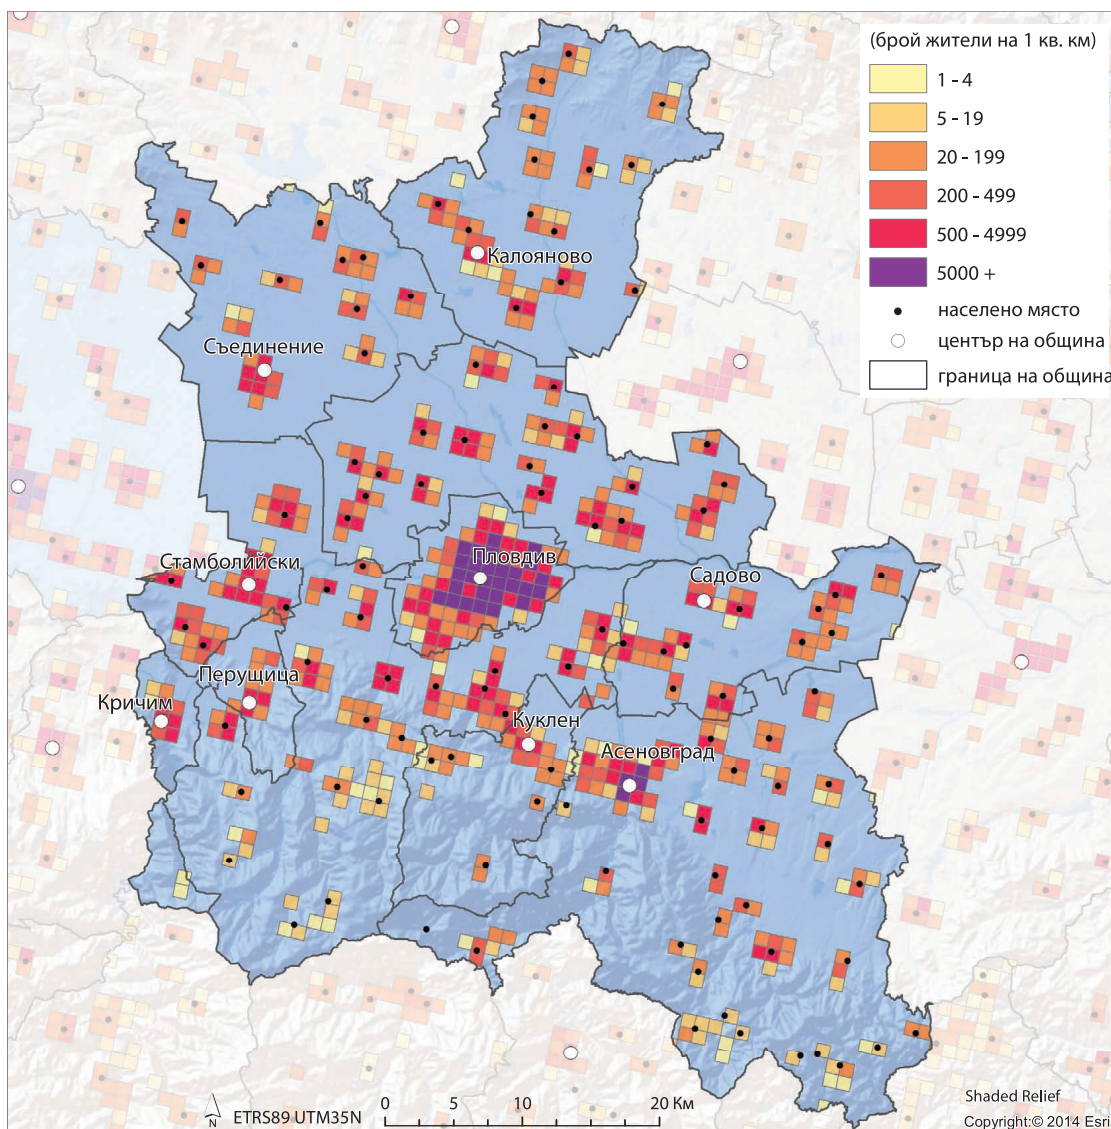 (брой жители на 1 кв. км)
1 - 4
5 - 19
20 - 199
200 - 499
500 - 4999
5000 +
населено място
център на община
граница на община
Калояново
Съединение
Пловдив
Стамболийски
Садово
Перущица
Кричим
Куклен
Асеновград
N
ETRS89 UTM35N
0 5 10 20 Км
Shaded Relief
Copyright:© 2014 Esri